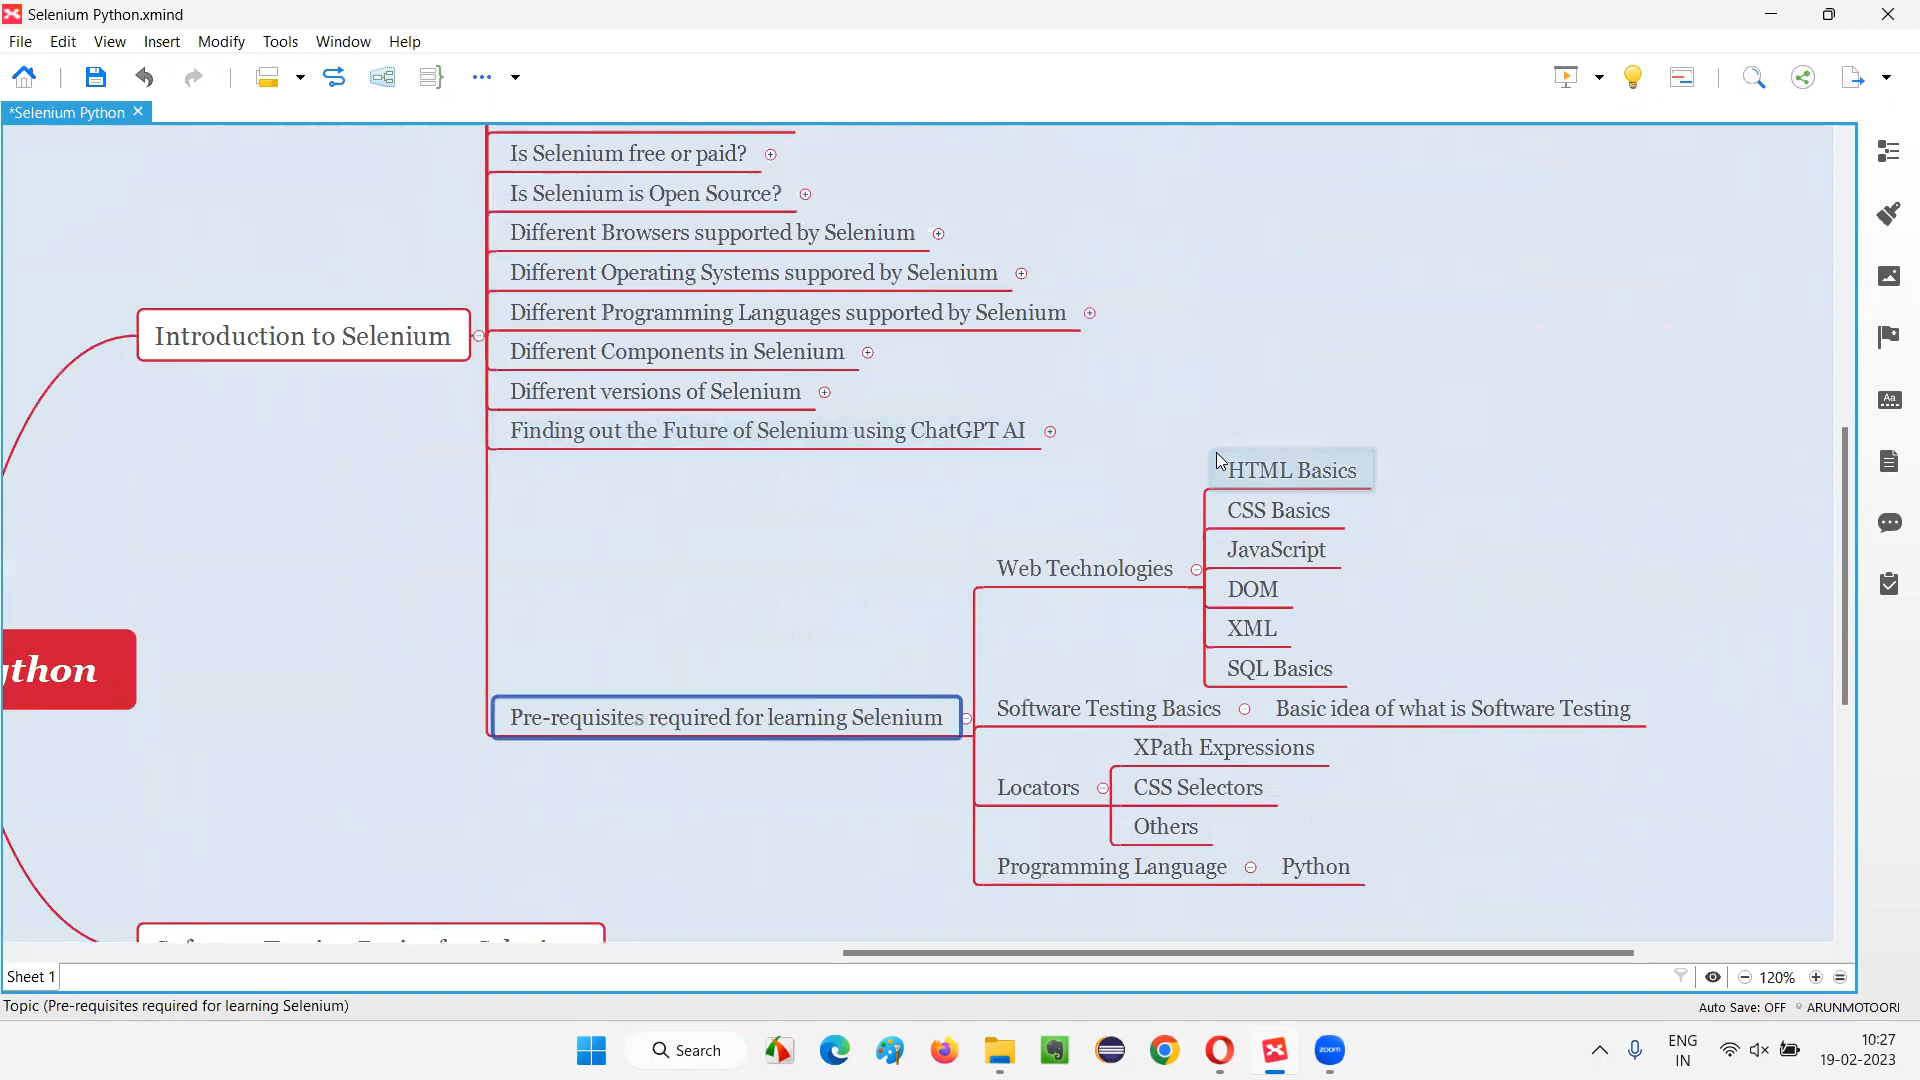 Selenium Python.xmind
File Edit View Insert Modify Tools Window Help
*Selenium Python
Is Selenium free or paid?
Is Selenium is Open Source?
Different Browsers supported by Selenium
Different Operating Systems suppored by Selenium
Different Programming Languages supported by Selenium
Introduction to Selenium
Different Components in Selenium
Different versions of Selenium
Finding out the Future of Selenium using ChatGPT AI
HTML Basics
CSS Basics
JavaScript
Web Technologies
DOM
XML
SQL Basics
ython
Pre-requisites required for learning Selenium
Software Testing Basics Basic idea of what is Software Testing
XPath Expressions
Locators
CSS Selectors
Others
Programming Language Python
Aa
Sheet 1
120%
Topic (Pre-requisites required for learning Selenium)
Auto Save: OFF ARUNMOTOORI
Search
zoom
ENG
IN
10:27
19-02-2023